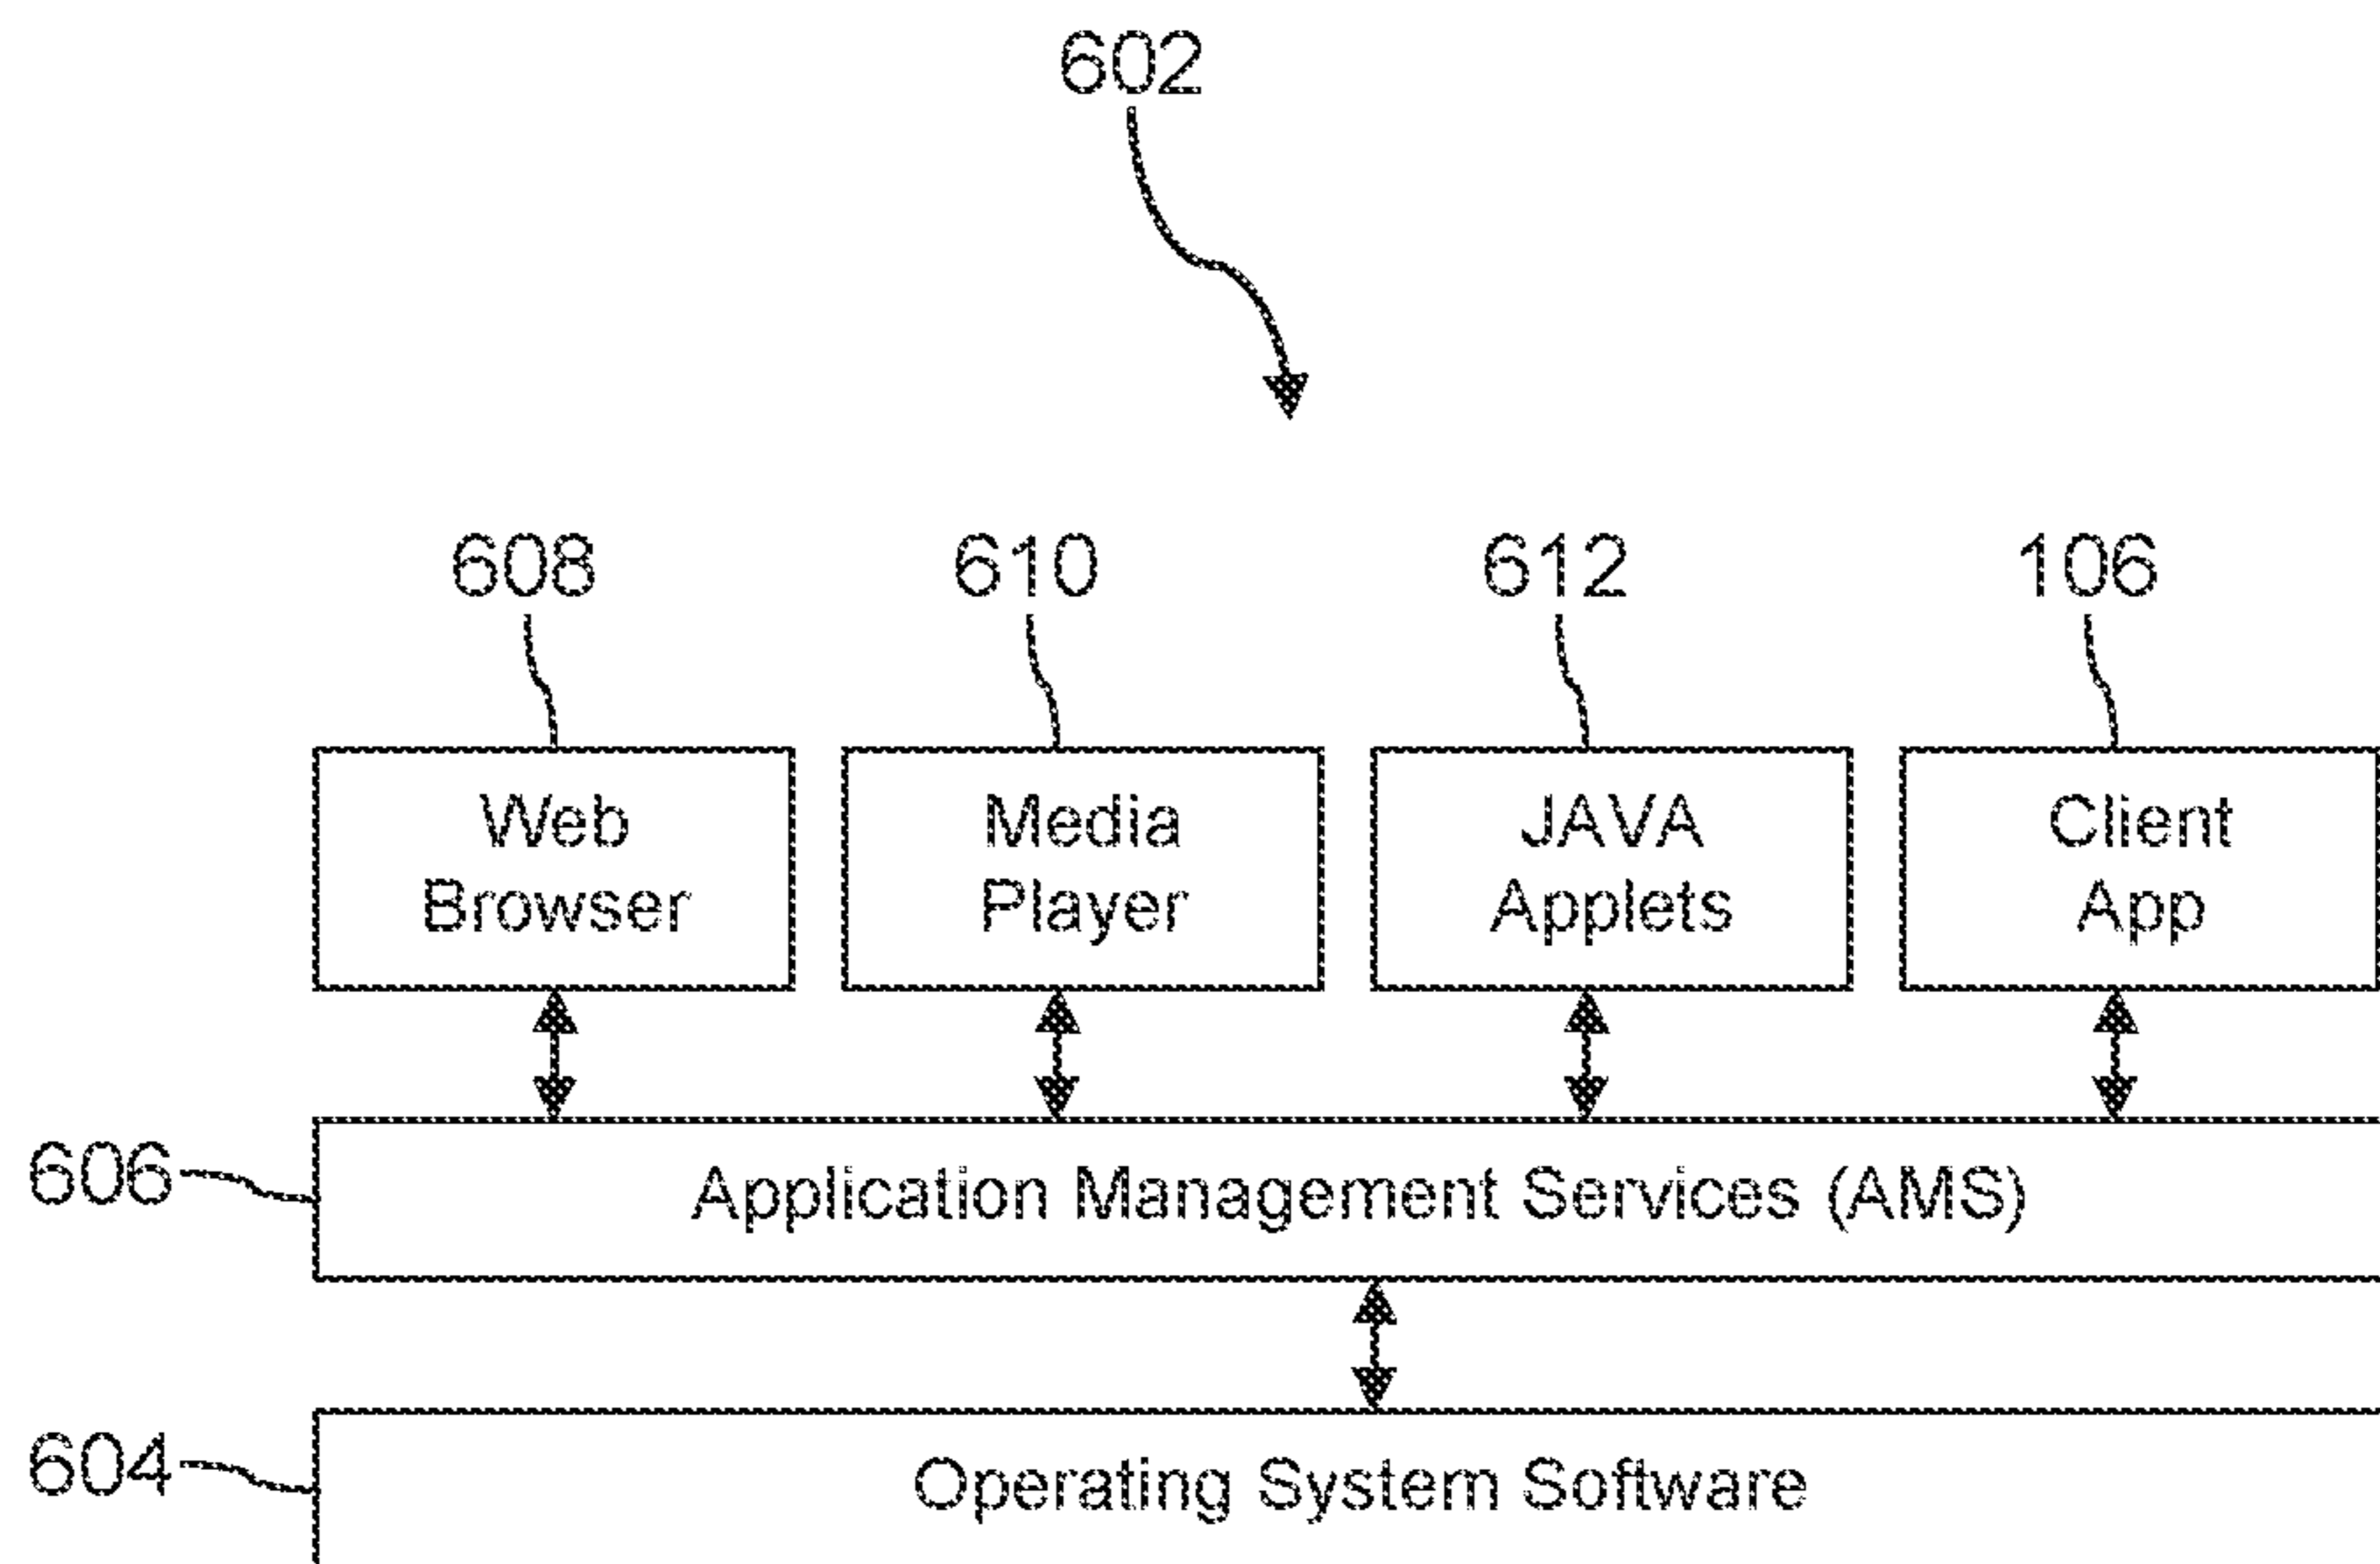 602
608
610
612
106
Web
Browser
Media
Player
JAVA
Applets
Client
App
606
Application Management Services (AMS)
604
Operating System Software